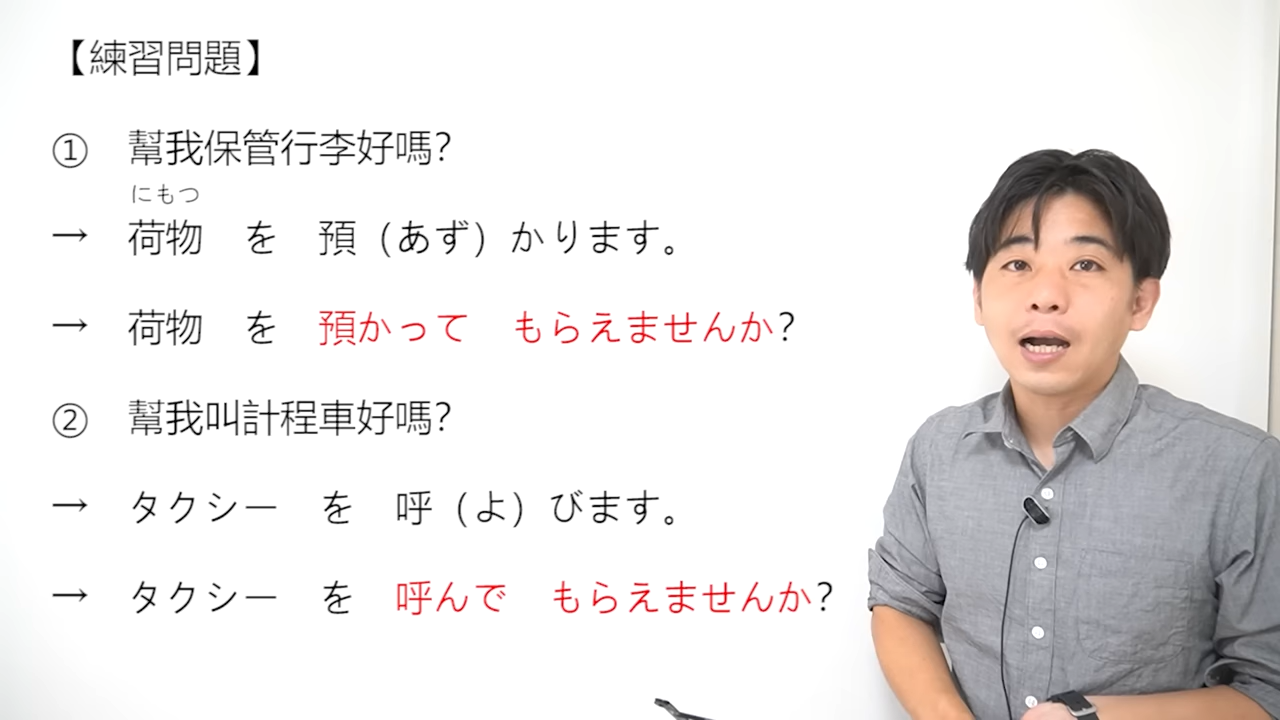 【練習問題】
① 幫我保管行李好嗎?
にもつ
→ 荷物 を 預（あず）かります。
→ 荷物 を 預かって もらえませんか?
② 幫我叫計程車好嗎?
→ タクシー を 呼（よ）びます。
→ タクシー を 呼んで もらえませんか?